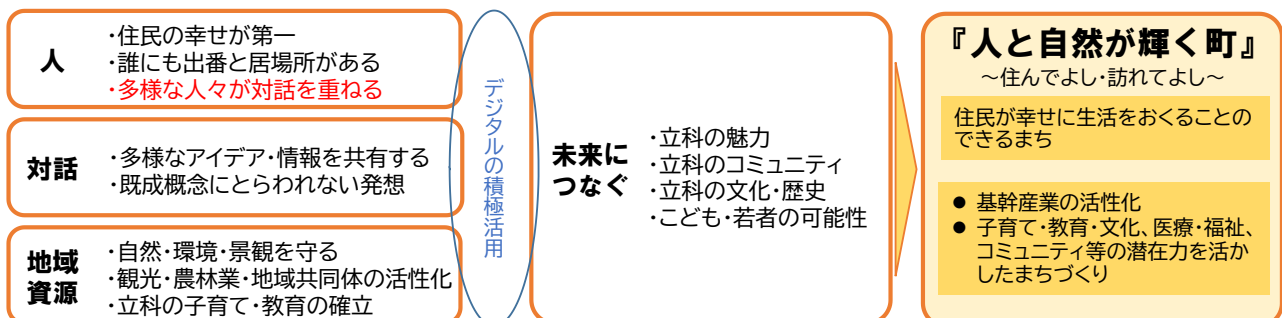 人
・住民の幸せが第一
・誰にも出番と居場所がある
・多様な人々が対話を重ねる
対話
・多様なアイデア・情報を共有する
・既成概念にとらわれない発想
地域
資源
・自然・環境・景観を守る
・観光・農林業・地域共同体の活性化
・立科の子育て・教育の確立
デジタルの積極活用
未来に
つなぐ
・立科の魅力
・立科のコミュニティ
・立科の文化・歴史
・こども・若者の可能性
『人と自然が輝く町』
～住んでよし・訪れてよし～
住民が幸せに生活をおくることの
できるまち
● 基幹産業の活性化
● 子育て・教育・文化、医療・福祉、
コミュニティ等の潜在力を活か
したまちづくり